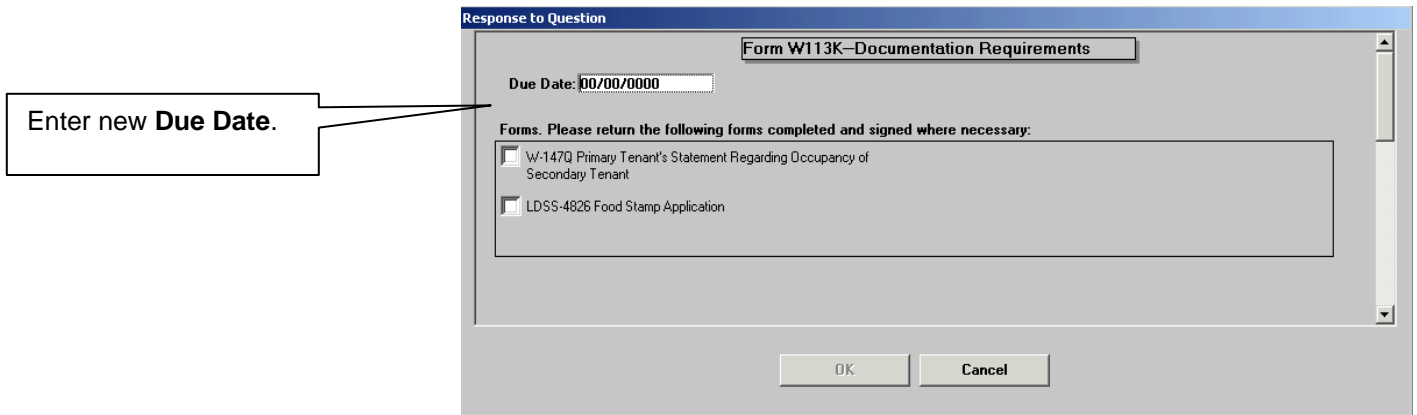 Response to Question
Form W113K—Documentation Requirements
Due Date: 00/00/0000
Enter new Due Date.
Forms. Please return the following forms completed and signed where necessary:
W-147Q Primary Tenant's Statement Regarding Occupancy of
Secondary Tenant
LDSS-4826 Food Stamp Application
OK
Cancel